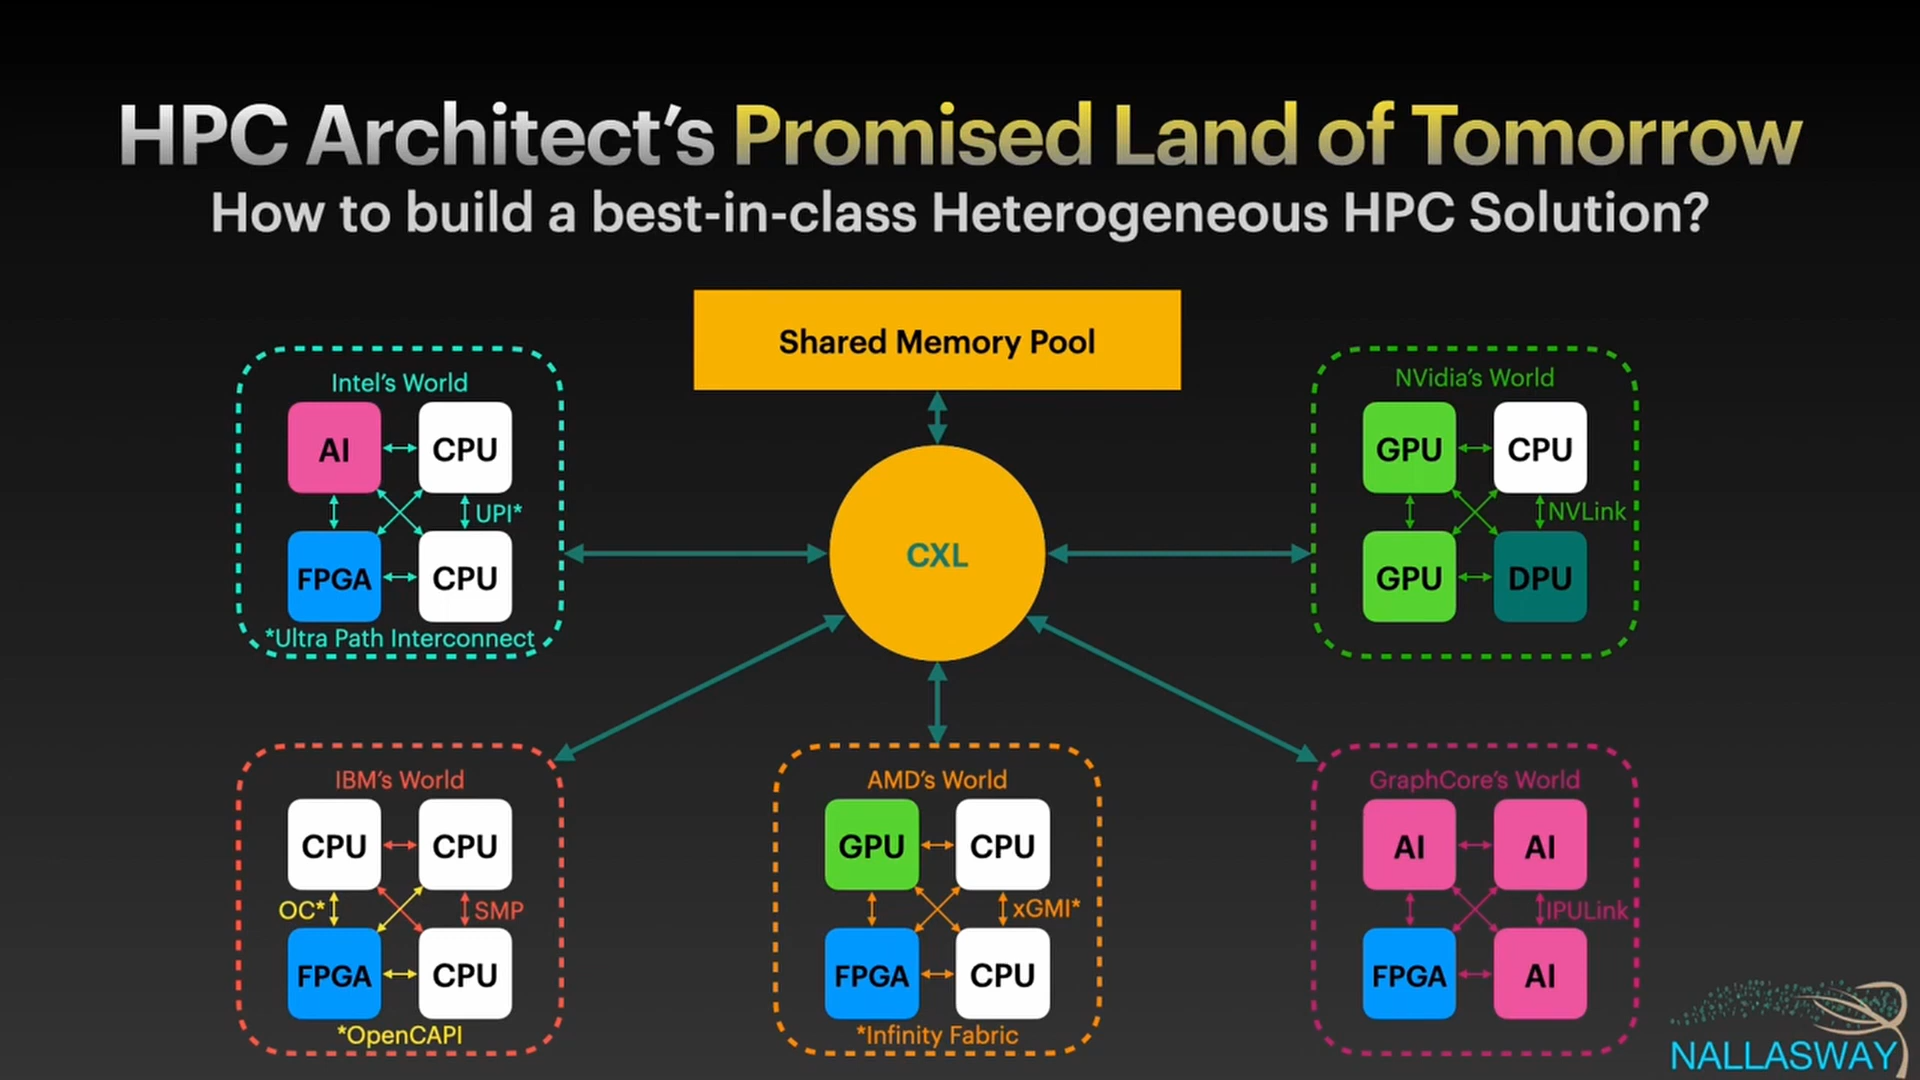 HPC Architect's Promised Land of Tomorrow
How to build a best-in-class Heterogeneous HPC Solution?
Shared Memory Pool
CXL
Intel's World
AI CPU
UPI*
FPGA CPU
*Ultra Path Interconnect
NVidia's World
GPU CPU
NVLink
GPU DPU
IBM's World
CPU CPU
OC* SMP
FPGA CPU
*OpenCAPI
AMD's World
GPU CPU
xGMI*
FPGA CPU
*Infinity Fabric
GraphCore's World
AI AI
IPULink
FPGA AI
NALLASWAY